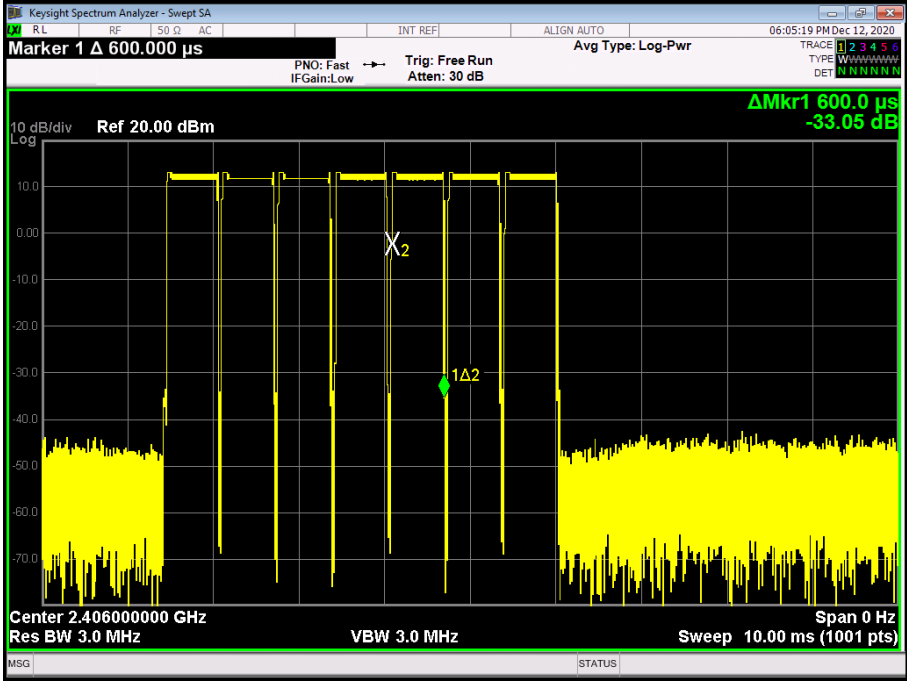 Keysight Spectrum Analyzer - Swept SA
LXI RL RF 50 Ω AC INT REF ALIGN AUTO 06:05:19 PM Dec 12, 2020
Marker 1 Δ 600.000 µs
Avg Type: Log-Pwr
TRACE 1 2 3 4 5 6
PNO: Fast Trig: Free Run
TYPE WWWWWW
IFGain:Low Atten: 30 dB
DET N N N N N N
ΔMkr1 600.0 µs
-33.05 dB
10 dB/div Ref 20.00 dBm
Log
10.0
0.00
X2
-10.0
-20.0
-30.0
1Δ2
-40.0
-50.0
-60.0
-70.0
Center 2.406000000 GHz Span 0 Hz
Res BW 3.0 MHz VBW 3.0 MHz Sweep 10.00 ms (1001 pts)
MSG STATUS